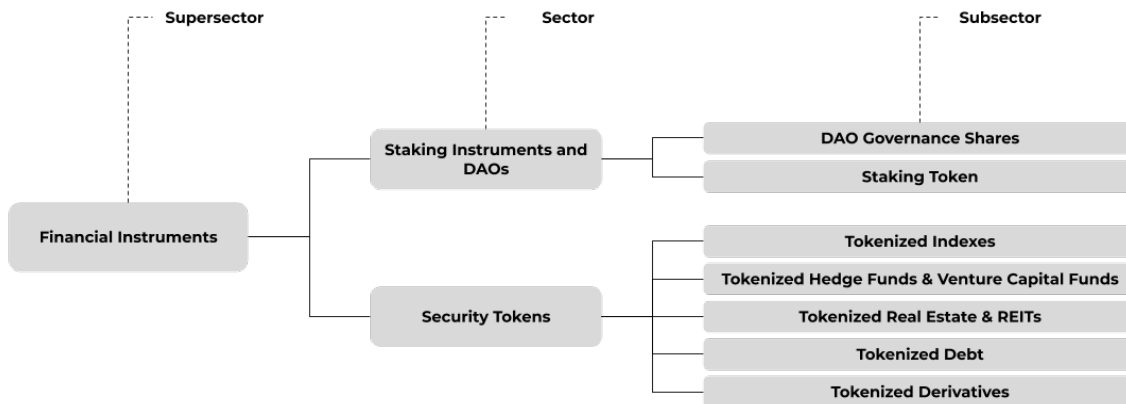 Supersector
Sector
Subsector
Financial Instruments
Staking Instruments and
DAOs
DAO Governance Shares
Staking Token
Security Tokens
Tokenized Indexes
Tokenized Hedge Funds & Venture Capital Funds
Tokenized Real Estate & REITs
Tokenized Debt
Tokenized Derivatives